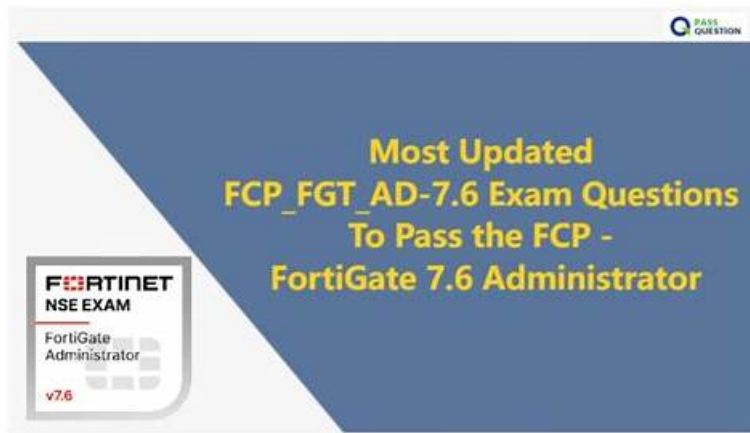 PASS
QUESTION
Most Updated
FCP_FGT_AD-7.6 Exam Questions
To Pass the FCP -
FortiGate 7.6 Administrator
FORTINET
NSE EXAM
FortiGate
Administrator
v7.6